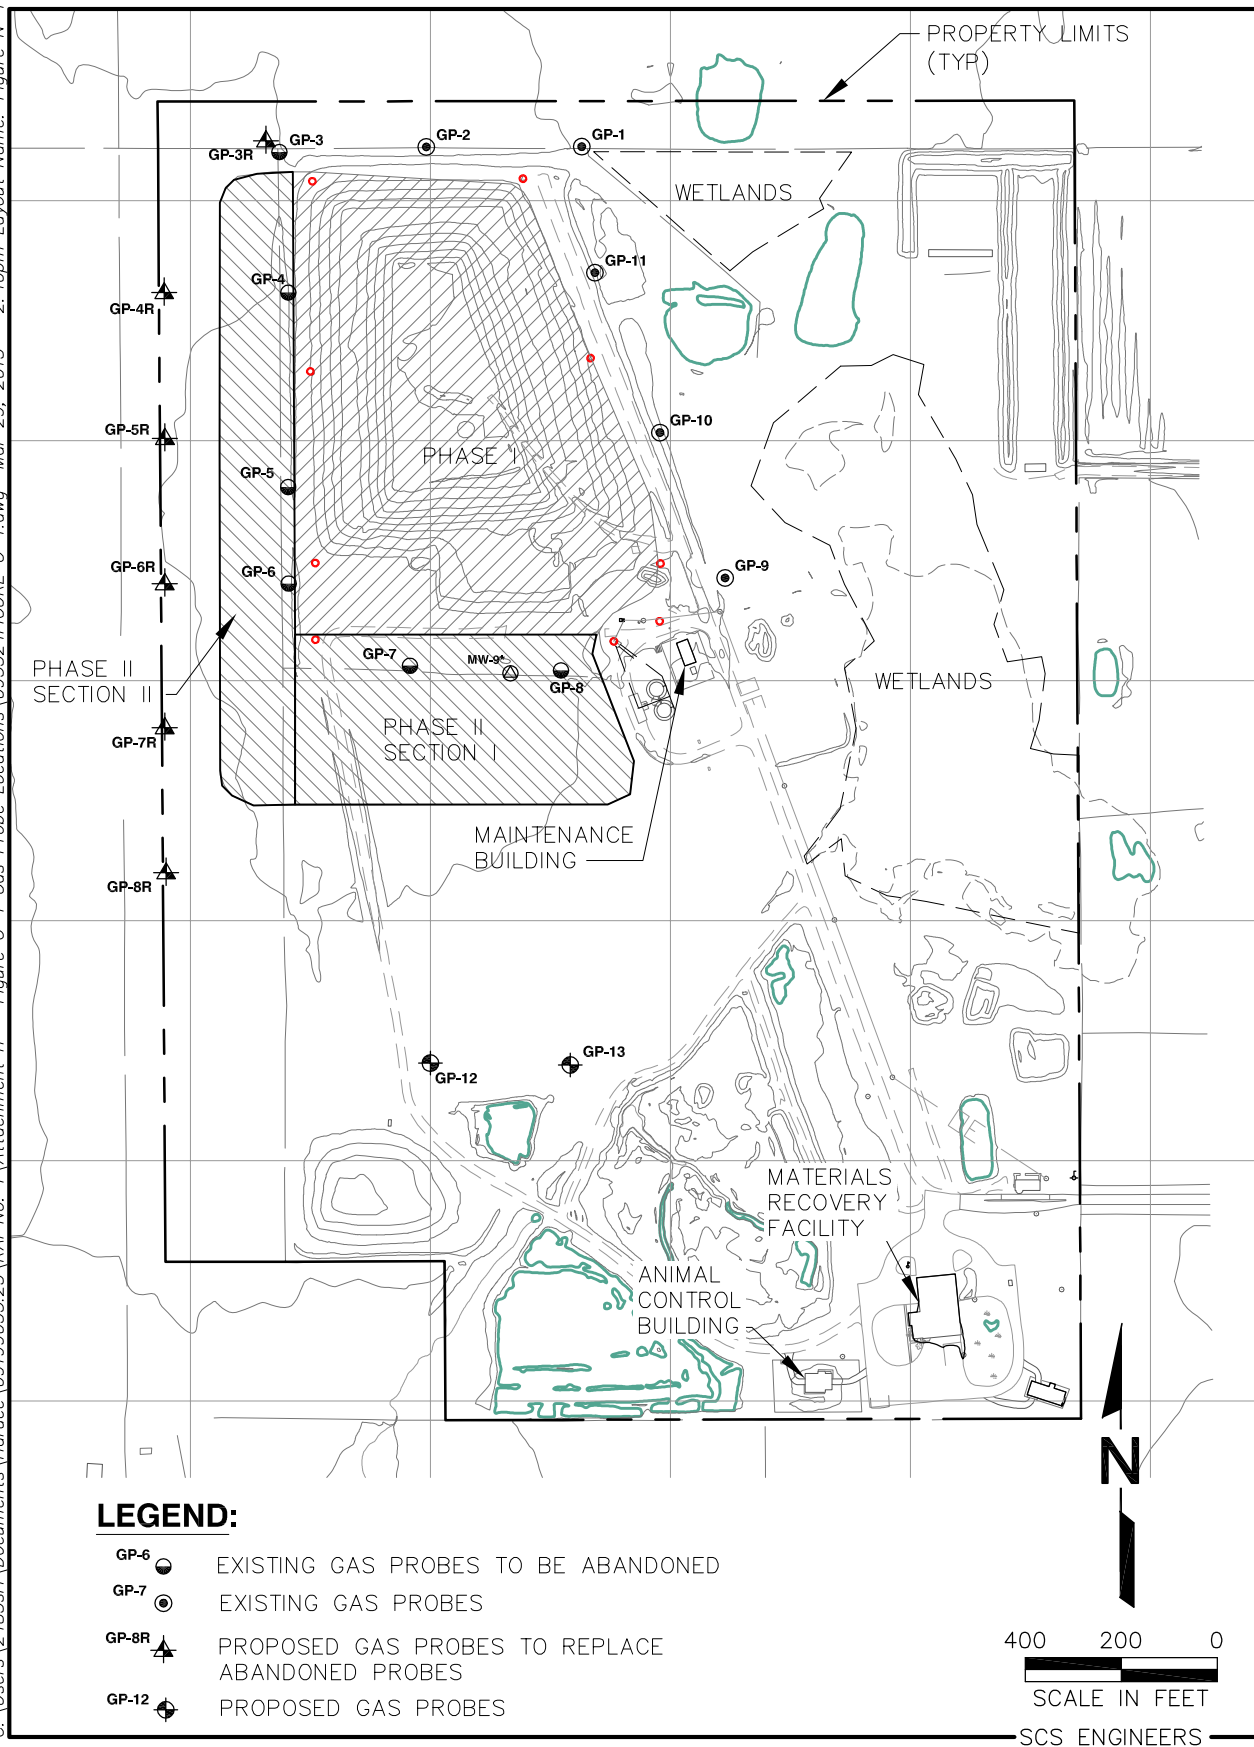 PROPERTY LIMITS
(TYP)
GP-3R
GP-3
GP-2
GP-1
WETLANDS
GP-11
GP-4
GP-4R
GP-10
GP-5R
PHASE I
GP-5
GP-6R
GP-6
GP-9
PHASE II
SECTION II
GP-7
MW-9*
GP-8
WETLANDS
GP-7R
PHASE II
SECTION I
MAINTENANCE
BUILDING
GP-8R
GP-12
GP-13
MATERIALS
RECOVERY
FACILITY
ANIMAL
CONTROL
BUILDING
N
LEGEND:
GP-6
EXISTING GAS PROBES TO BE ABANDONED
GP-7
EXISTING GAS PROBES
GP-8R
PROPOSED GAS PROBES TO REPLACE
ABANDONED PROBES
GP-12
PROPOSED GAS PROBES
400 200 0
SCALE IN FEET
SCS ENGINEERS